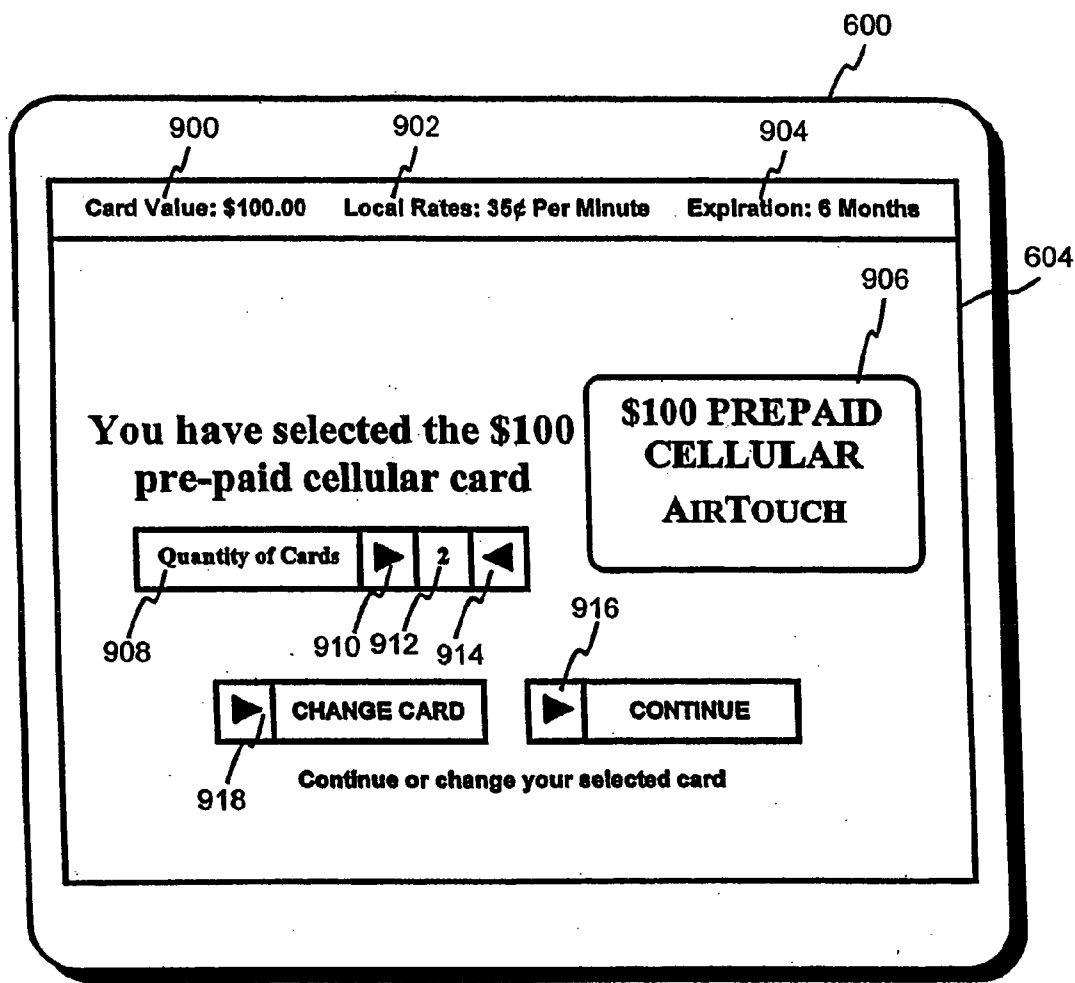 600
900 902 904
Card Value: $100.00 Local Rates: 35¢ Per Minute Expiration: 6 Months
604
906
You have selected the $100
pre-paid cellular card
$100 PREPAID
CELLULAR
AIRTOUCH
Quantity of Cards 2
908 910 912 914 916
CHANGE CARD CONTINUE
918
Continue or change your selected card